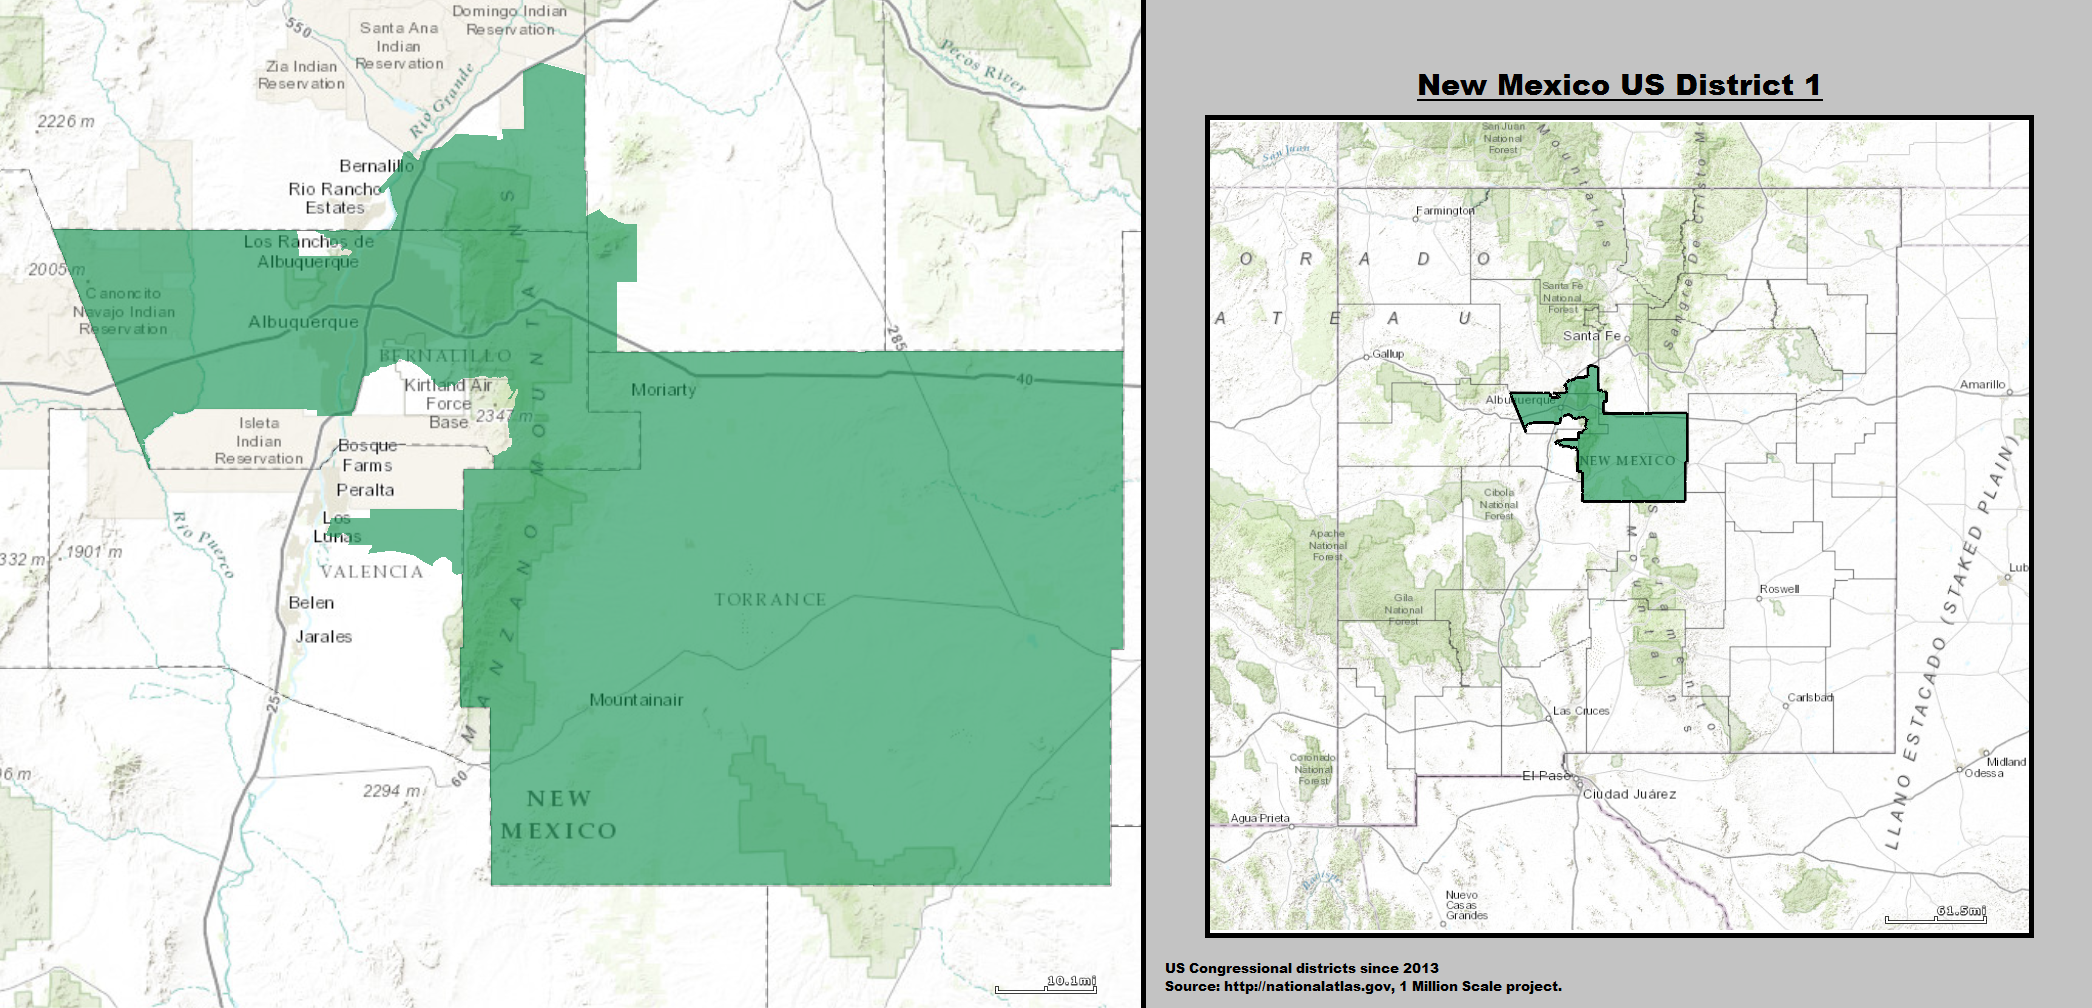 550
Santa Ana
Indian
Reservation
Domingo Indian
Reservation
Zia Indian
Reservation
Rio Grande
Pecos River
2226 m
Bernalillo
Rio Rancho
Estates
Los Ranchos de
Albuquerque
2005 m
Canoncito
Navajo Indian
Reservation
Albuquerque
BERNALILLO
285
40
Kirtland Air
Force
Base
2347 m
Moriarty
Isleta
Indian
Reservation
Bosque
Farms
Peralta
Los
Lunas
Rio Puerco
332 m
1901 m
VALENCIA
Belen
Jarales
TORRANCE
MANZANO MOUNTAINS
Mountainair
25
60
6 m
2294 m
NEW
MEXICO
10.1mi
New Mexico US District 1
San Juan
National
Forest
San Juan
Mountains
Sangre De Cristo M
Farmington
O R A D O
Santa Fe
National
Forest
A T E A U
Santa Fe
Gallup
Albuquerque
Amarillo
NEW MEXICO
Cibola
National
Forest
Apache
National
Forest
Sacramento
Mountains
LLANO ESTACADO (STAKED PLAIN)
Lub
Gila
National
Forest
Roswell
Carlsbad
Las Cruces
Coronado
National
Forest
El Paso
Ciudad Juárez
Midland
Odessa
Agua Prieta
Nuevo
Casas
Grandes
61.5mi
US Congressional districts since 2013
Source: http://nationalatlas.gov, 1 Million Scale project.